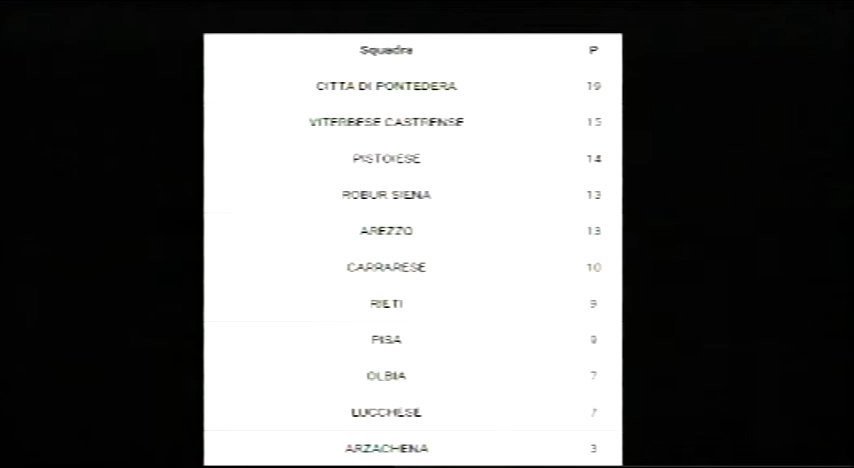 Squadra P
CITTA DI PONTEDERA 19
VITERBESE CASTRENSE 15
PISTOIESE 14
ROBUR SIENA 13
AREZZO 13
CARRARESE 10
RIETI 9
PISA 9
OLBIA 7
LUCCHESE 7
ARZACHENA 3